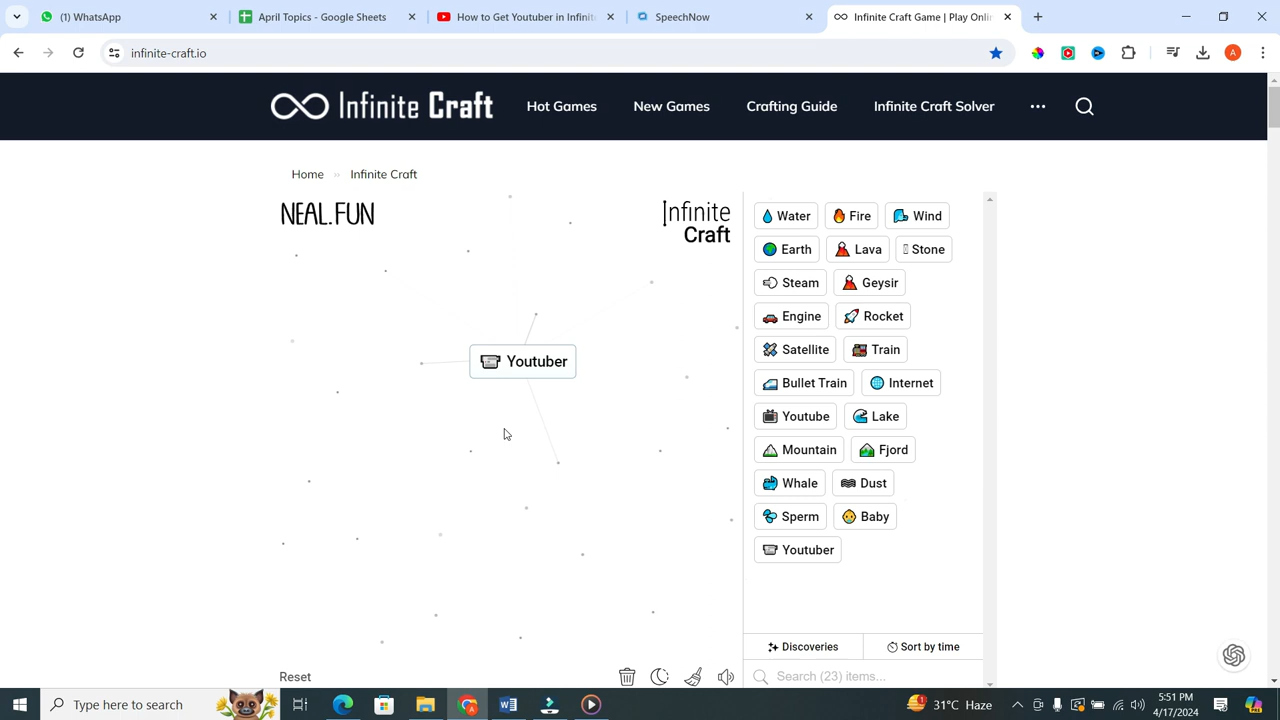 (1) WhatsApp
April Topics - Google Sheets
How to Get Youtuber in Infinit
SpeechNow
Infinite Craft Game | Play Onlin
infinite-craft.io
A
Infinite Craft
Hot Games
New Games
Crafting Guide
Infinite Craft Solver
Home » Infinite Craft
NEAL.FUN
Infinite
Craft
Youtuber
Water
Fire
Wind
Earth
Lava
Stone
Steam
Geysir
Engine
Rocket
Satellite
Train
Bullet Train
Internet
Youtube
Lake
Mountain
Fjord
Whale
Dust
Sperm
Baby
Youtuber
Discoveries
Sort by time
Reset
Search (23) items...
Type here to search
31°C Haze
5:51 PM
4/17/2024